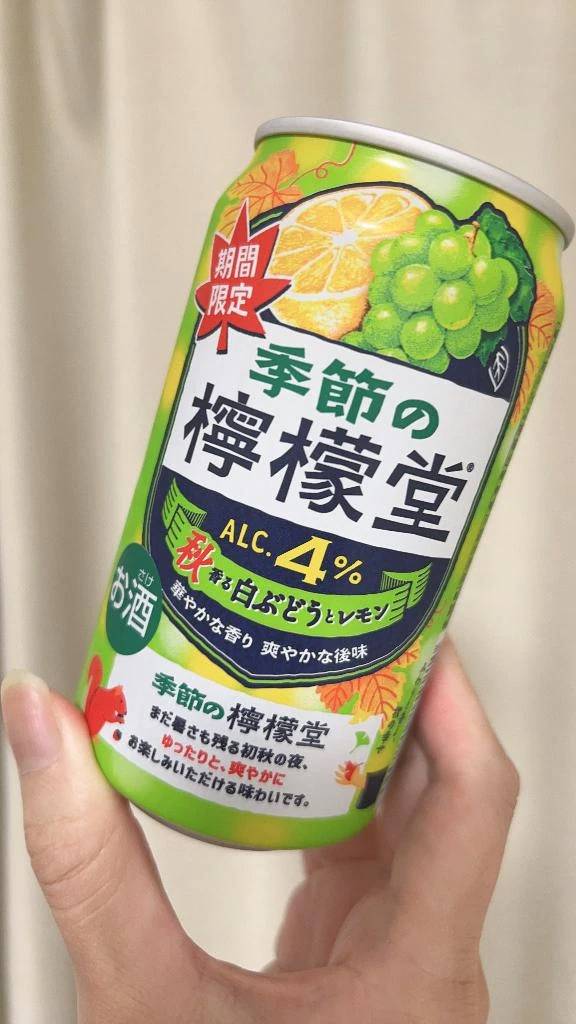 期間
限定
季節の
檸檬堂®
ALC. 4%
秋香る白ぶどうとレモン
華やかな香り 爽やかな後味
さけ
お酒
季節の檸檬堂
まだ暑さも残る初秋の夜、
ゆったりと、爽やかに
お楽しみいただける味わいです。